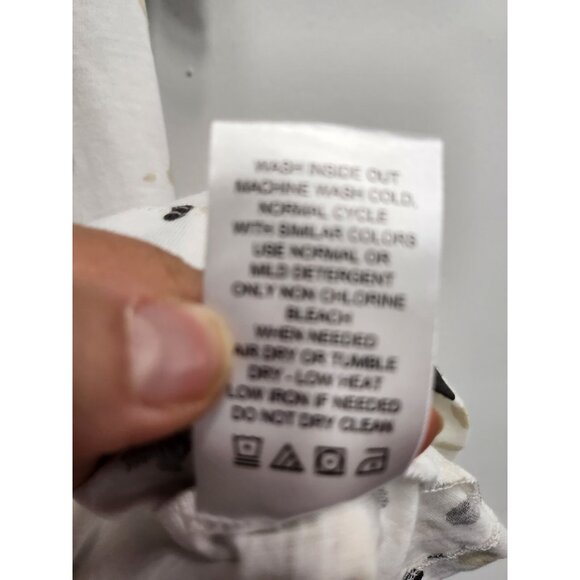 WASH INSIDE OUT
MACHINE WASH COLD,
NORMAL CYCLE
WITH SIMILAR COLORS
USE NORMAL OR
MILD DETERGENT
ONLY NON CHLORINE
BLEACH
WHEN NEEDED
AIR DRY OR TUMBLE
DRY - LOW HEAT
LOW IRON IF NEEDED
DO NOT DRY CLEAN